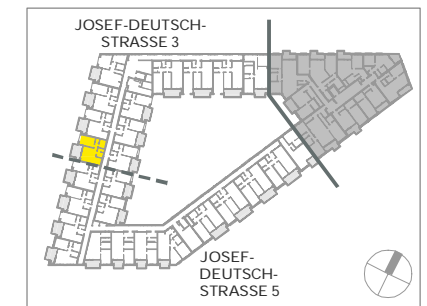 JOSEF-DEUTSCH-
STRASSE 3
JOSEF-
DEUTSCH-
STRASSE 5